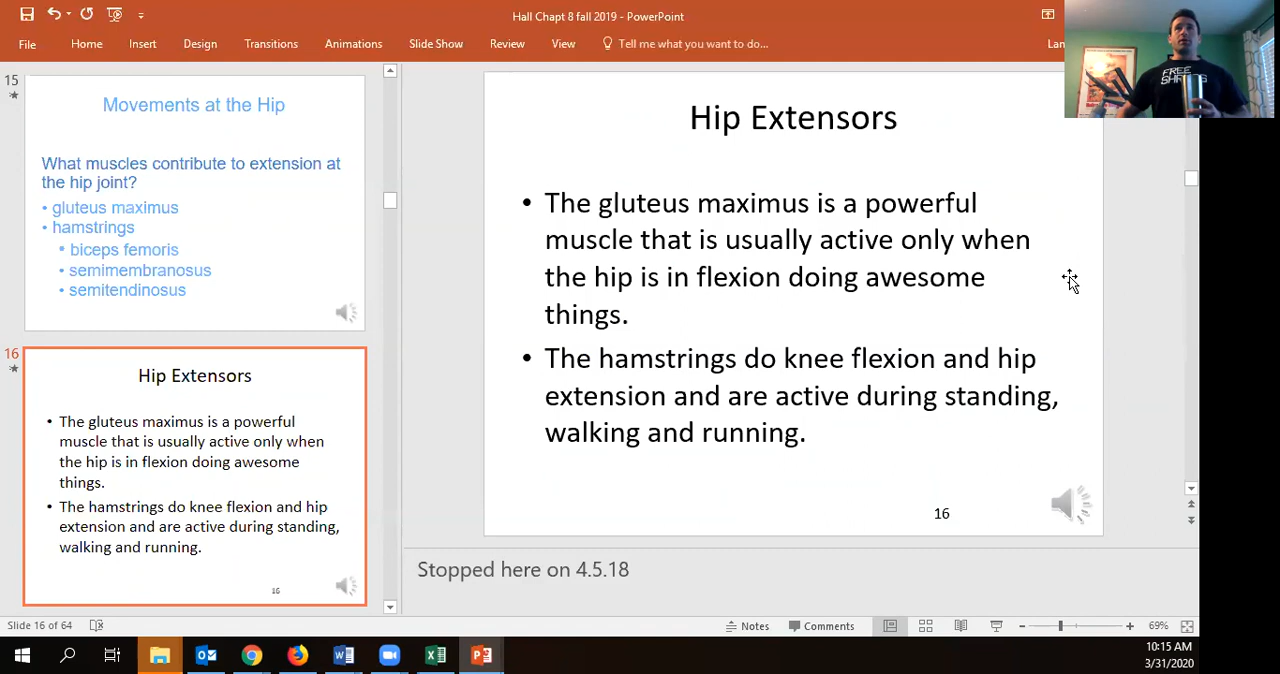 Hall Chapt 8 fall 2019 - PowerPoint
File
Home
Insert
Design
Transitions
Animations
Slide Show
Review
View
Tell me what you want to do...
Lan
15
Movements at the Hip
What muscles contribute to extension at
the hip joint?
• gluteus maximus
• hamstrings
• biceps femoris
• semimembranosus
• semitendinosus
16
Hip Extensors
• The gluteus maximus is a powerful
muscle that is usually active only when
the hip is in flexion doing awesome
things.
• The hamstrings do knee flexion and hip
extension and are active during standing,
walking and running.
16
Hip Extensors
• The gluteus maximus is a powerful
muscle that is usually active only when
the hip is in flexion doing awesome
things.
• The hamstrings do knee flexion and hip
extension and are active during standing,
walking and running.
16
FREE
Stopped here on 4.5.18
Slide 16 of 64
Notes
Comments
69%
10:15 AM
3/31/2020